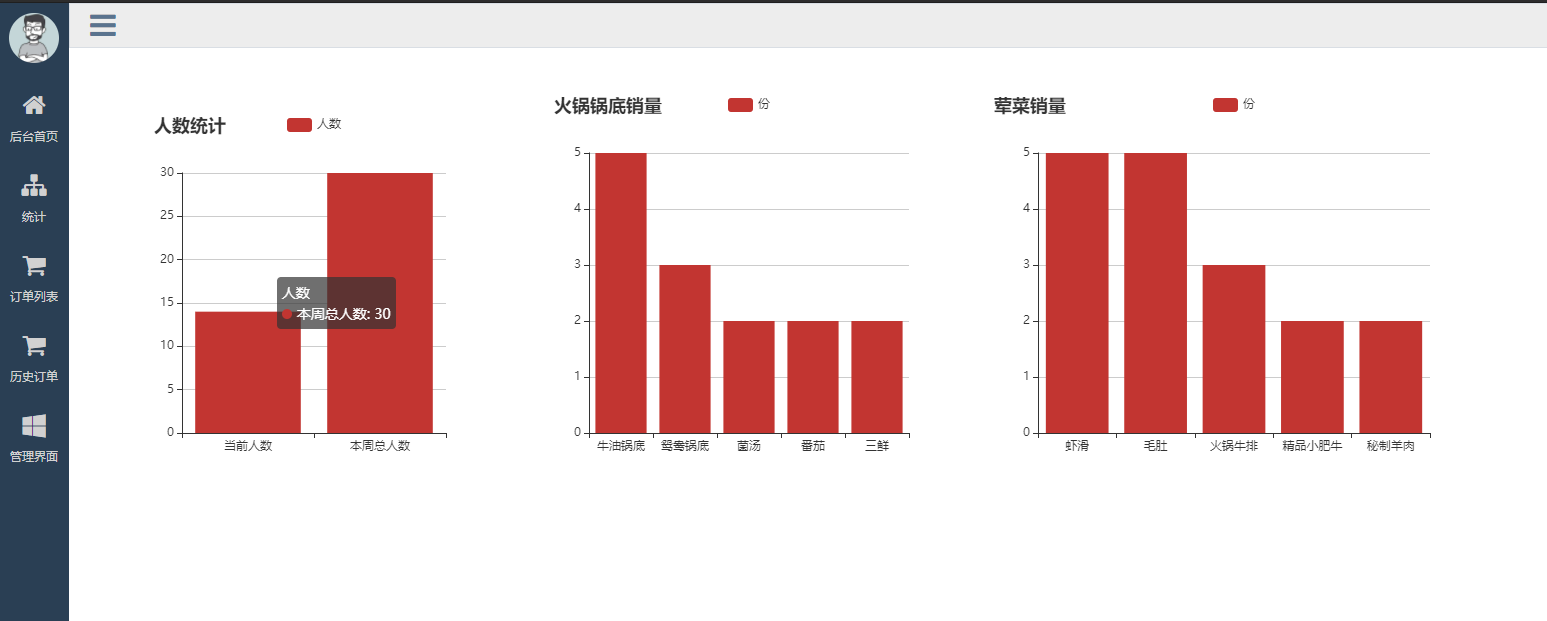 后台首页
统计
订单列表
历史订单
管理界面
人数统计
人数
30
25
20
15
10
5
0
人数
本周总人数: 30
当前人数 本周总人数
火锅锅底销量
份
5
4
3
2
1
0
牛油锅底 鸳鸯锅底 菌汤 番茄 三鲜
荤菜销量
份
5
4
3
2
1
0
虾滑 毛肚 火锅牛排 精品小肥牛 秘制羊肉